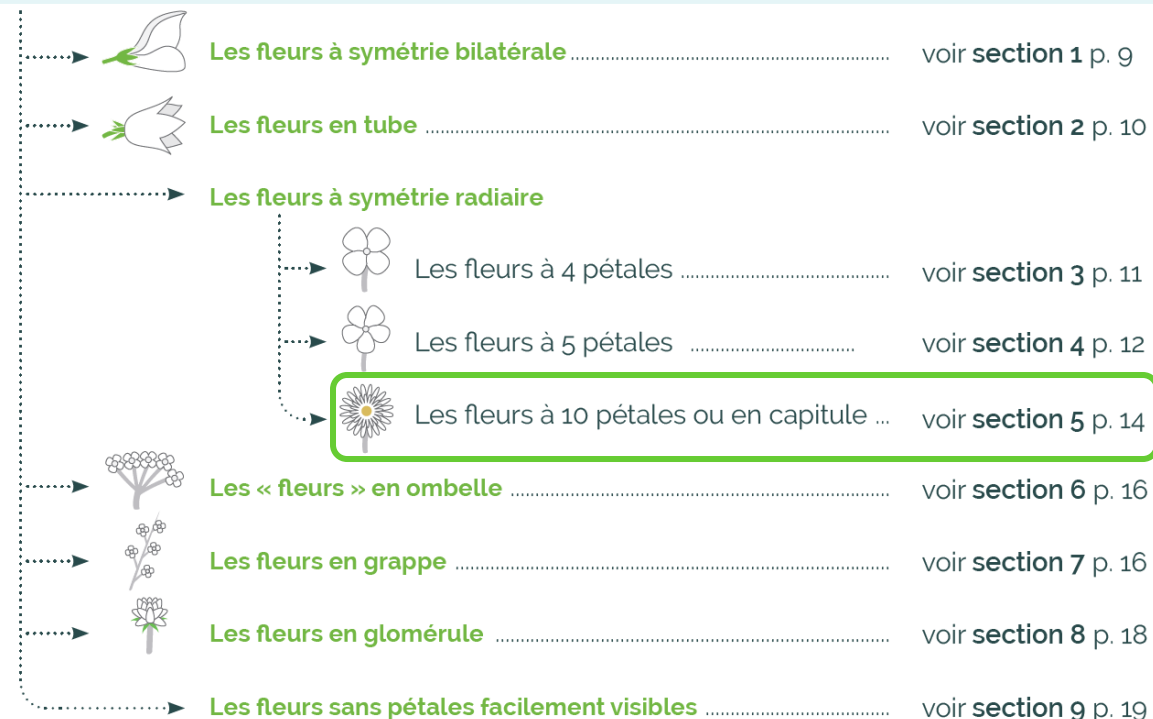 Les fleurs à symétrie bilatérale ........ voir section 1 p. 9
Les fleurs en tube ........ voir section 2 p. 10
Les fleurs à symétrie radiaire
Les fleurs à 4 pétales ........ voir section 3 p. 11
Les fleurs à 5 pétales ........ voir section 4 p. 12
Les fleurs à 10 pétales ou en capitule ... voir section 5 p. 14
Les « fleurs » en ombelle ........ voir section 6 p. 16
Les fleurs en grappe ........ voir section 7 p. 16
Les fleurs en glomérule ........ voir section 8 p. 18
Les fleurs sans pétales facilement visibles ........ voir section 9 p. 19